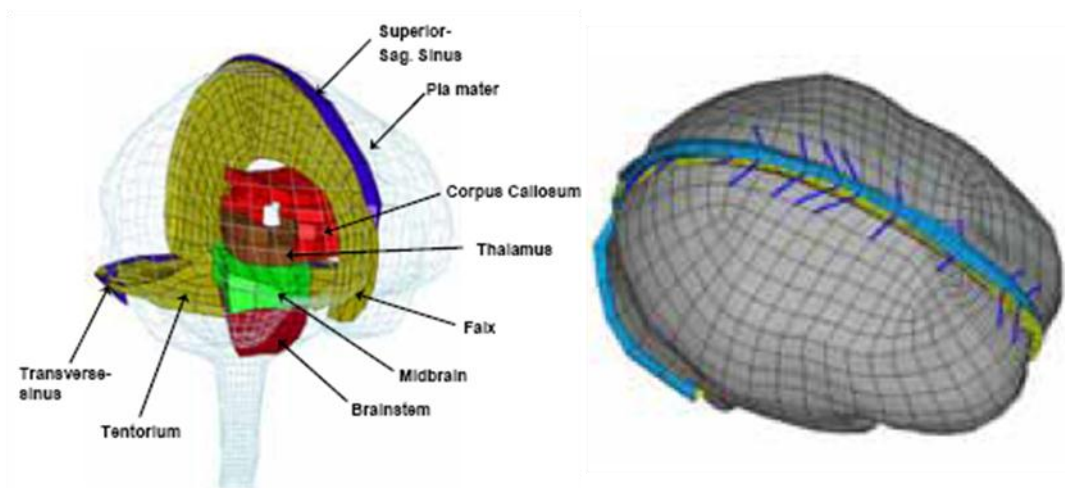 Superior-
Sag. Sinus
Pia mater
Corpus Callosum
Thalamus
Falx
Midbrain
Brainstem
Transverse-
sinus
Tentorium